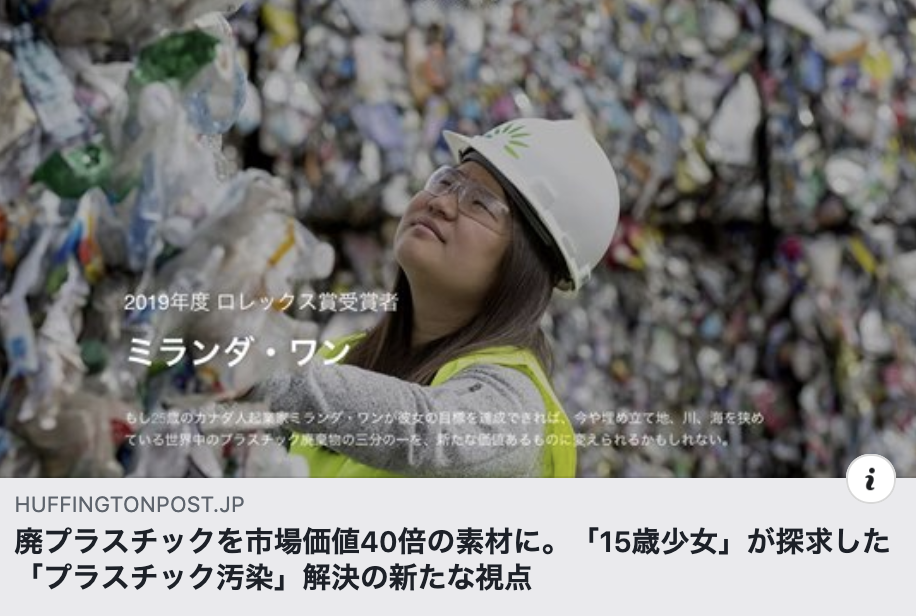 2019年度 ロレックス賞受賞者
ミランダ・ワン
もし25歳のカナダ人起業家ミランダ・ワンが彼女の目標を達成できれば、今や埋め立て地、川、海を狭め
ている世界中のプラスチック廃棄物の三分の一を、新たな価値あるものに変えられるかもしれない。
i
HUFFINGTONPOST.JP
廃プラスチックを市場価値40倍の素材に。「15歳少女」が探求した
「プラスチック汚染」解決の新たな視点